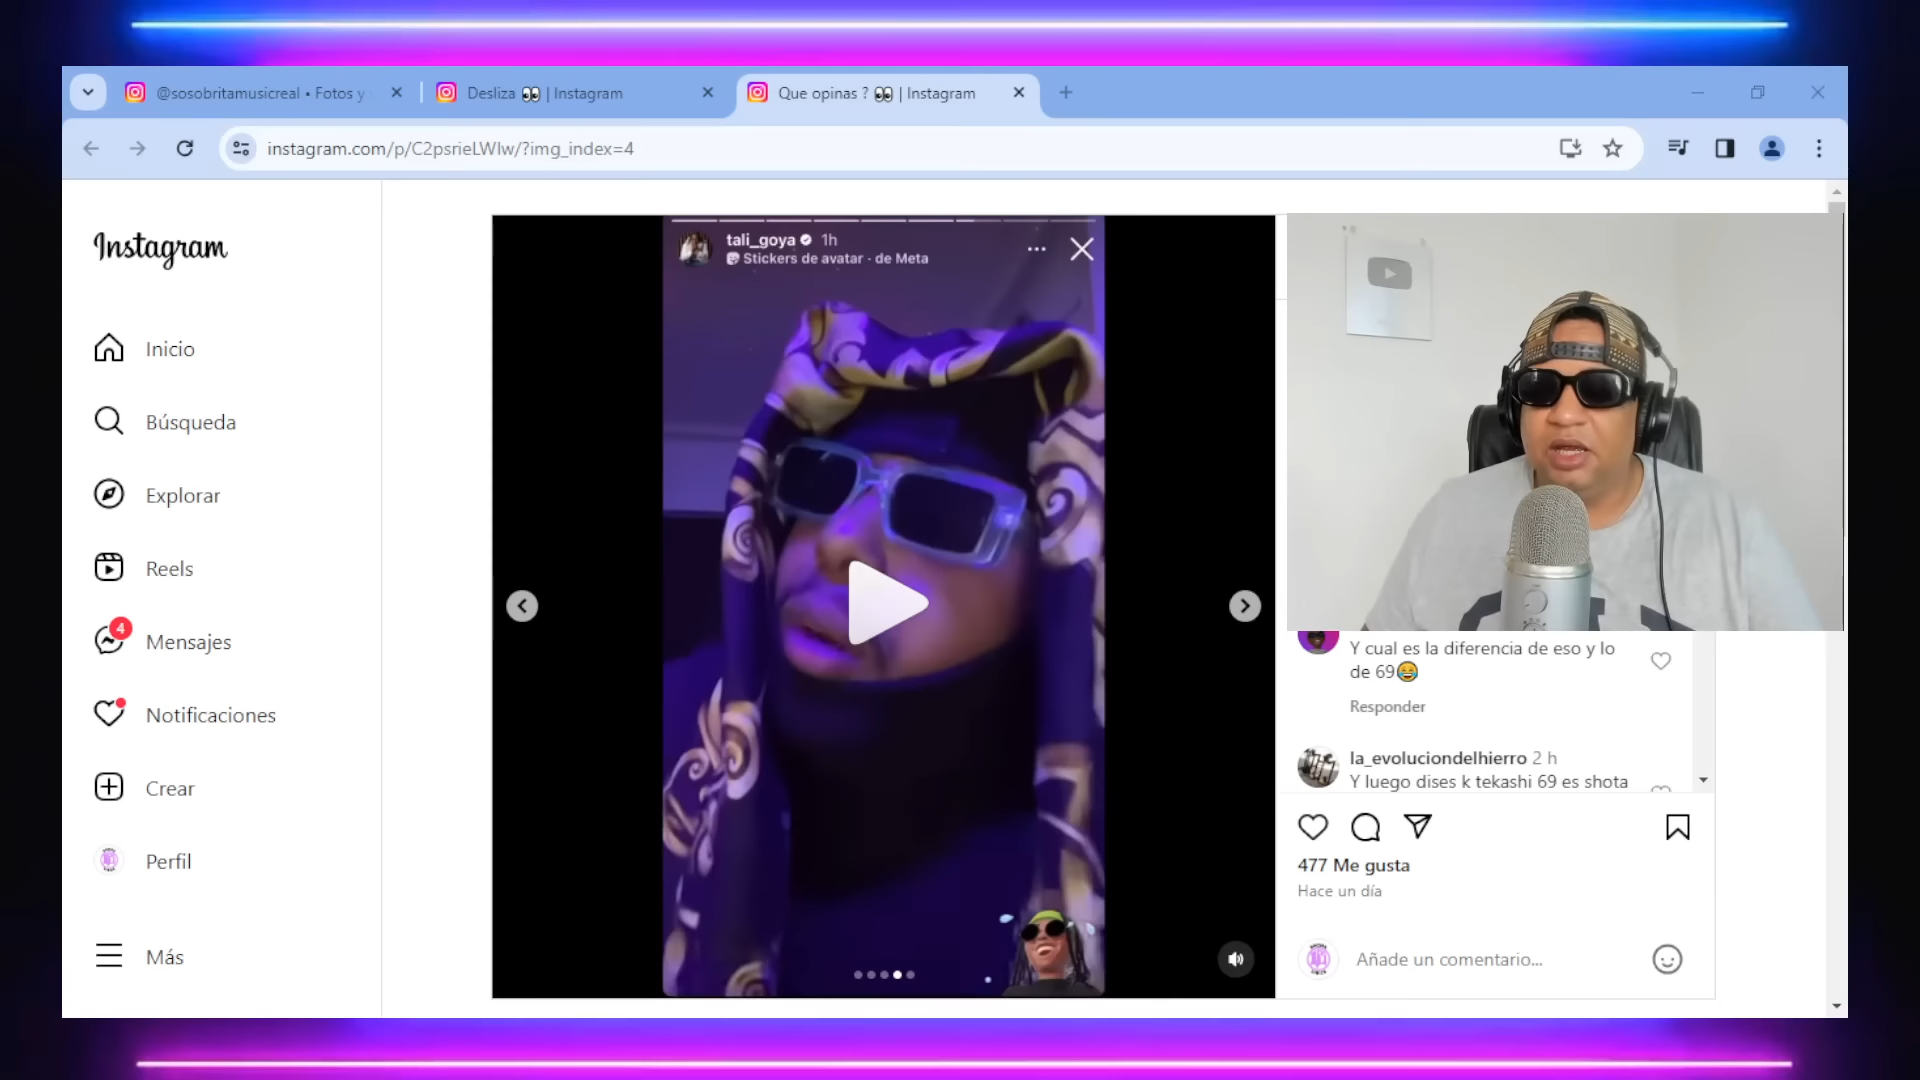 @sosobritamusicreal • Fotos y
Desliza 👀 | Instagram
Que opinas ? 👀 | Instagram
instagram.com/p/C2psrieLWlw/?img_index=4
Instagram
Inicio
Búsqueda
Explorar
Reels
4
Mensajes
Notificaciones
Crear
Perfil
Más
tali_goya 1h
Stickers de avatar · de Meta
Y cual es la diferencia de eso y lo
de 69😂
Responder
la_evoluciondelhierro 2 h
Y luego dises k tekashi 69 es shota
477 Me gusta
Hace un día
Añade un comentario...